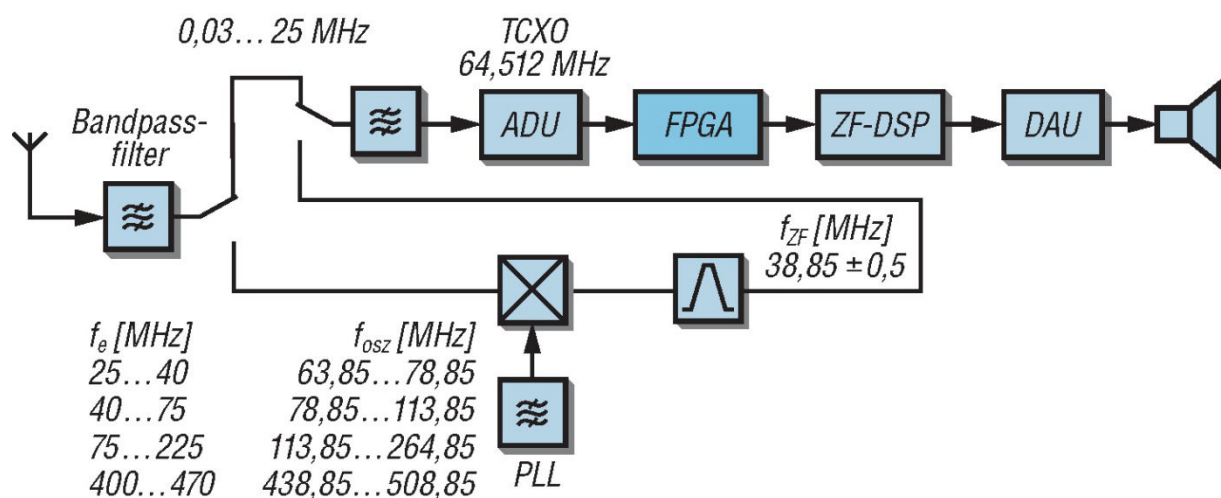 0,03…25 MHz
TCXO
64,512 MHz
Bandpass-
filter
ADU
FPGA
ZF-DSP
DAU
f_ZF [MHz]
38,85 ±0,5
f_e [MHz]
25…40
40…75
75…225
400…470
f_osz [MHz]
63,85…78,85
78,85…113,85
113,85…264,85
438,85…508,85
PLL